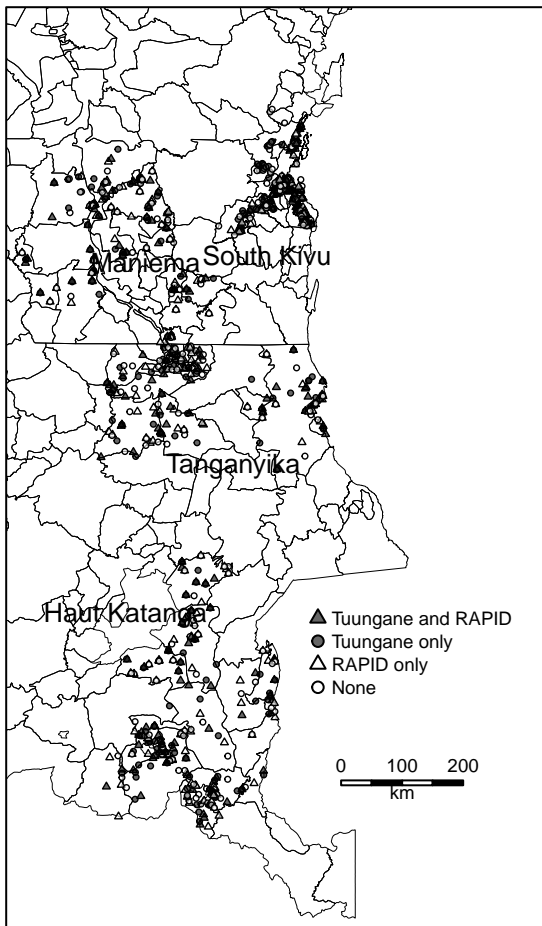 Maniema
South Kivu
Tanganyika
Haut Katanga
Tuungane and RAPID
Tuungane only
RAPID only
None
0 100 200
km